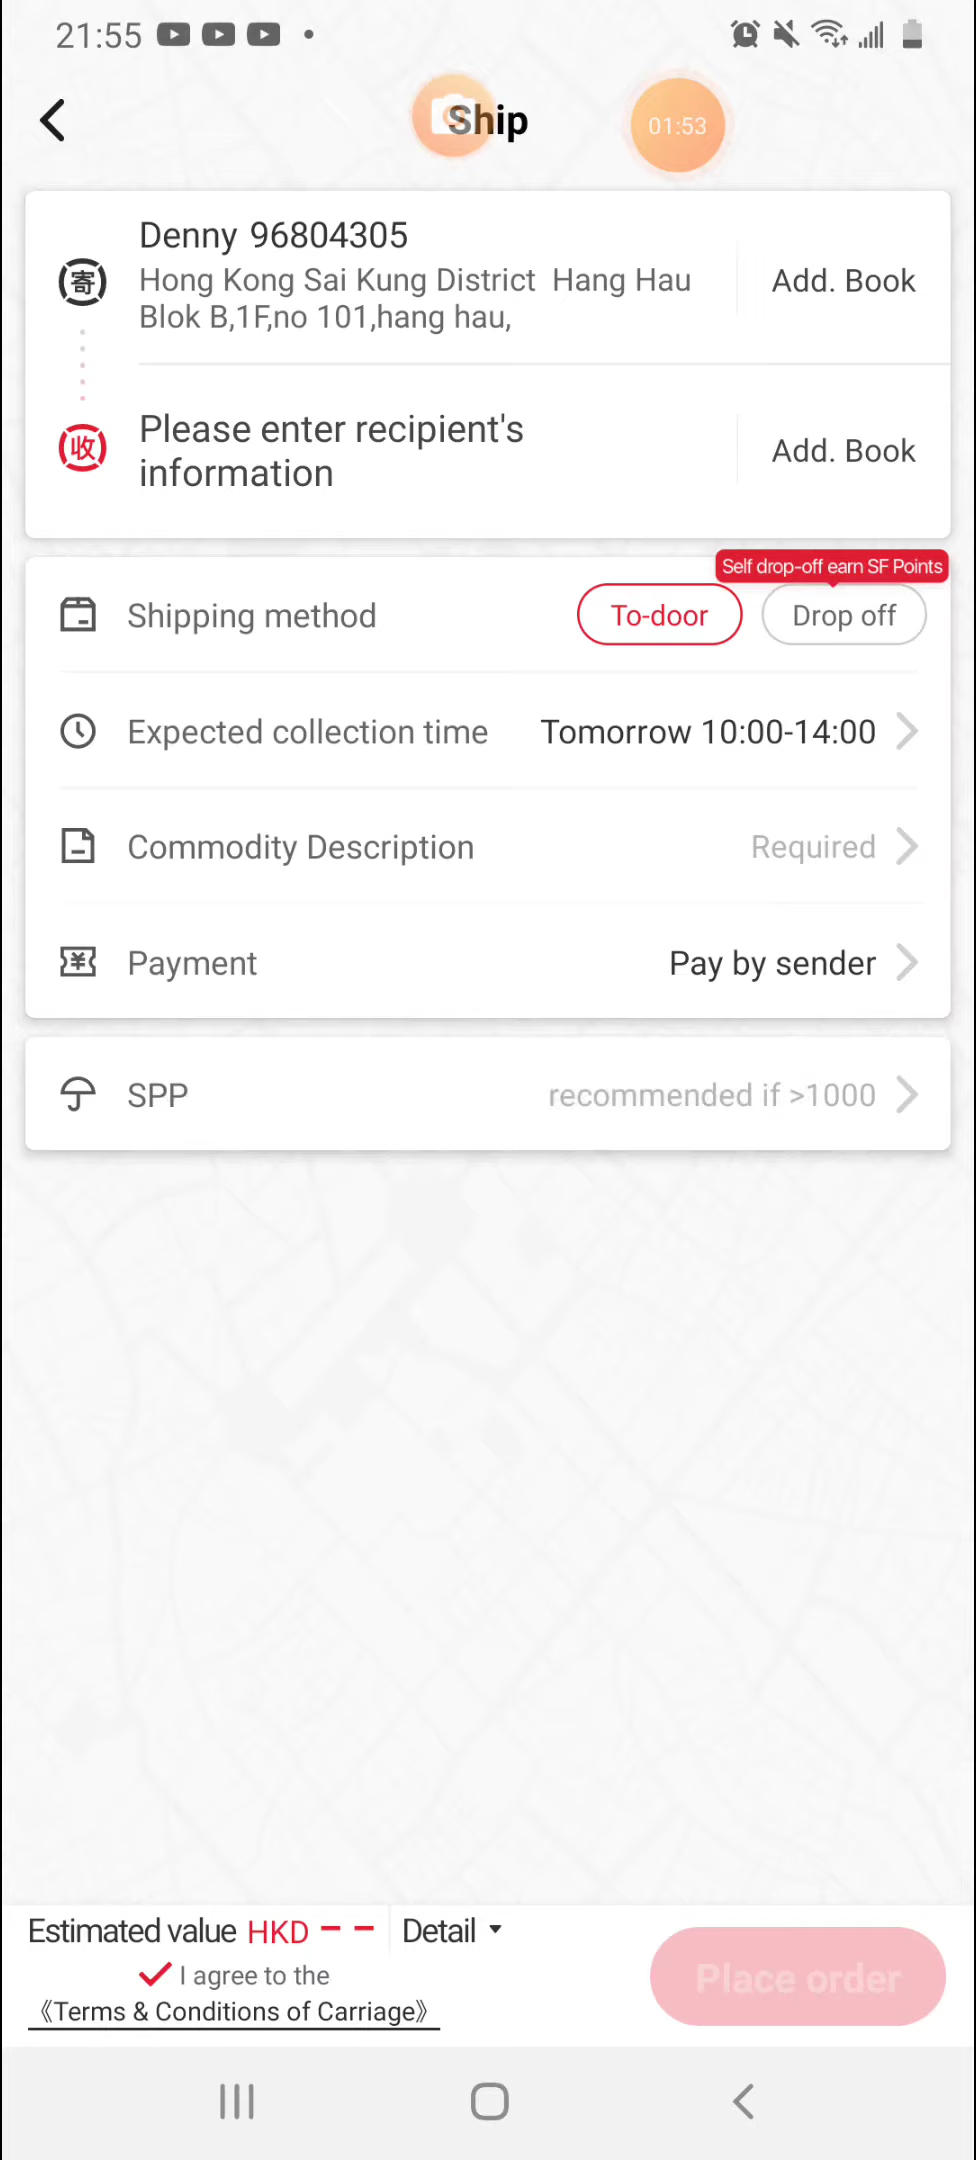 21:55
Ship
01:53
寄
Denny 96804305
Hong Kong Sai Kung District  Hang Hau
Blok B,1F,no 101,hang hau,
Add. Book
收
Please enter recipient's
information
Add. Book
Self drop-off earn SF Points
Shipping method
To-door
Drop off
Expected collection time
Tomorrow 10:00-14:00
Commodity Description
Required
Payment
Pay by sender
SPP
recommended if >1000
Estimated value HKD – –
Detail
I agree to the
《Terms & Conditions of Carriage》
Place order